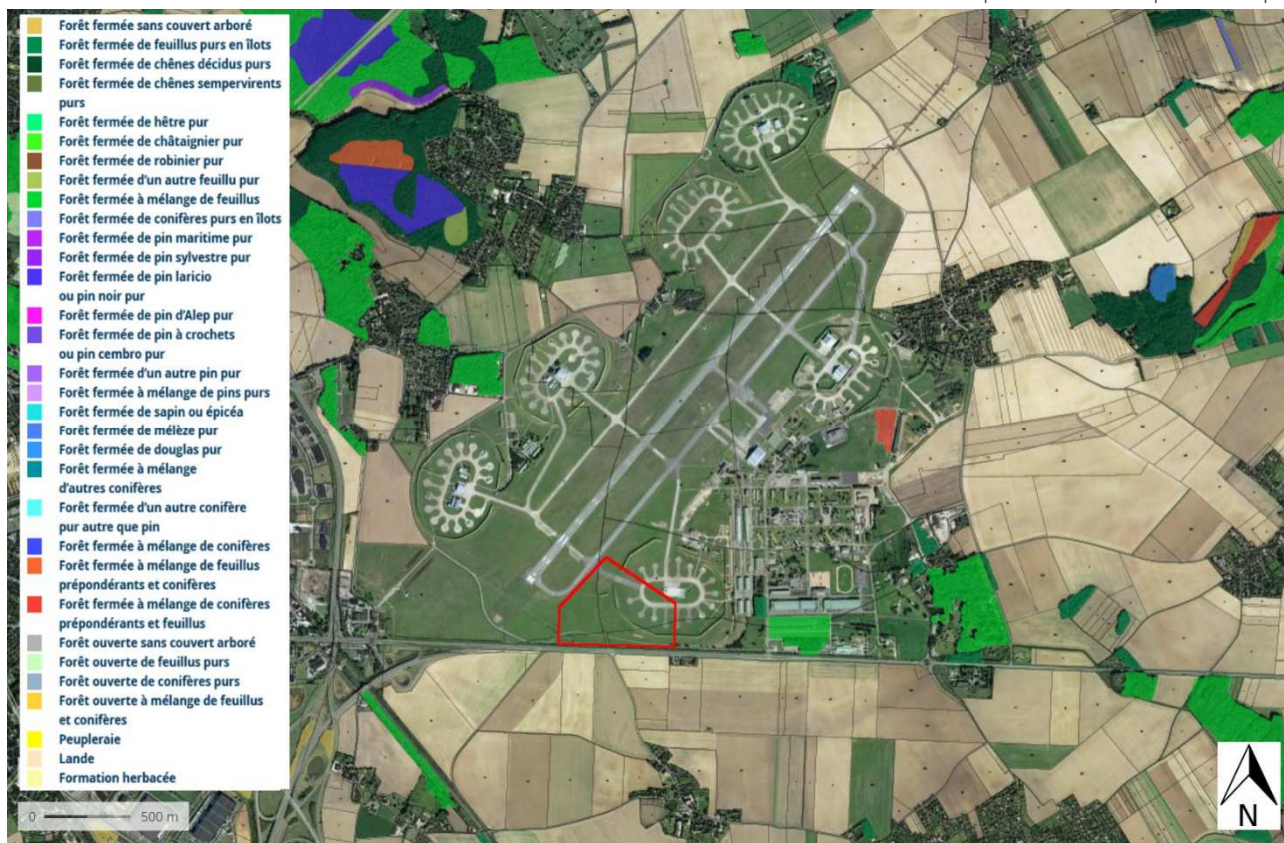 Forêt fermée sans couvert arboré
Forêt fermée de feuillus purs en îlots
Forêt fermée de chênes décidus purs
Forêt fermée de chênes sempervirents
purs
Forêt fermée de hêtre pur
Forêt fermée de châtaignier pur
Forêt fermée de robinier pur
Forêt fermée d'un autre feuillu pur
Forêt fermée à mélange de feuillus
Forêt fermée de conifères purs en îlots
Forêt fermée de pin maritime pur
Forêt fermée de pin sylvestre pur
Forêt fermée de pin laricio
ou pin noir pur
Forêt fermée de pin d'Alep pur
Forêt fermée de pin à crochets
ou pin cembro pur
Forêt fermée d'un autre pin pur
Forêt fermée à mélange de pins purs
Forêt fermée de sapin ou épicéa
Forêt fermée de mélèze pur
Forêt fermée de douglas pur
Forêt fermée à mélange
d'autres conifères
Forêt fermée d'un autre conifère
pur autre que pin
Forêt fermée à mélange de conifères
Forêt fermée à mélange de feuillus
prépondérants et conifères
Forêt fermée à mélange de conifères
prépondérants et feuillus
Forêt ouverte sans couvert arboré
Forêt ouverte de feuillus purs
Forêt ouverte de conifères purs
Forêt ouverte à mélange de feuillus
et conifères
Peupleraie
Lande
Formation herbacée
0 500 m
N